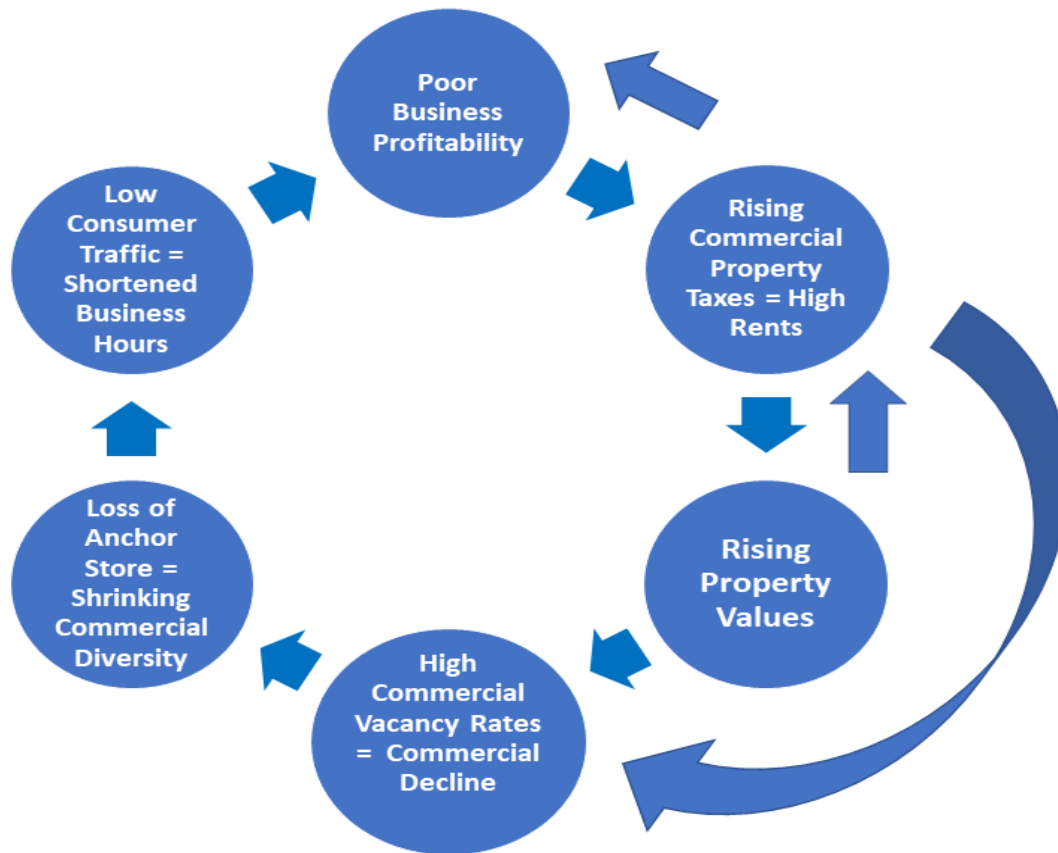 Poor
Business
Profitability
Rising
Commercial
Property
Taxes = High
Rents
Rising
Property
Values
High
Commercial
Vacancy Rates
= Commercial
Decline
Loss of
Anchor
Store =
Shrinking
Commercial
Diversity
Low
Consumer
Traffic =
Shortened
Business
Hours